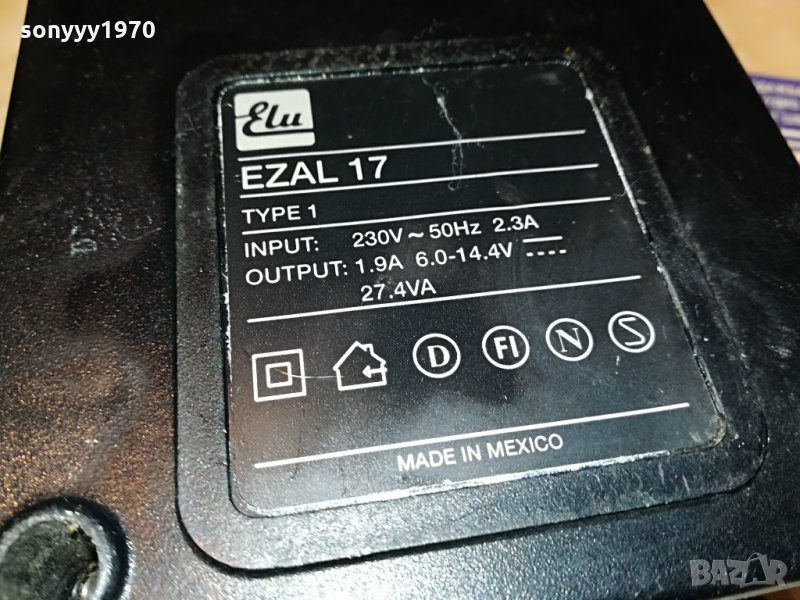 sonyyy1970
Elu
EZAL 17
TYPE 1
INPUT: 230V ~ 50Hz 2.3A
OUTPUT: 1.9A 6.0-14.4V
27.4VA
D FI N S
MADE IN MEXICO
BAZAR